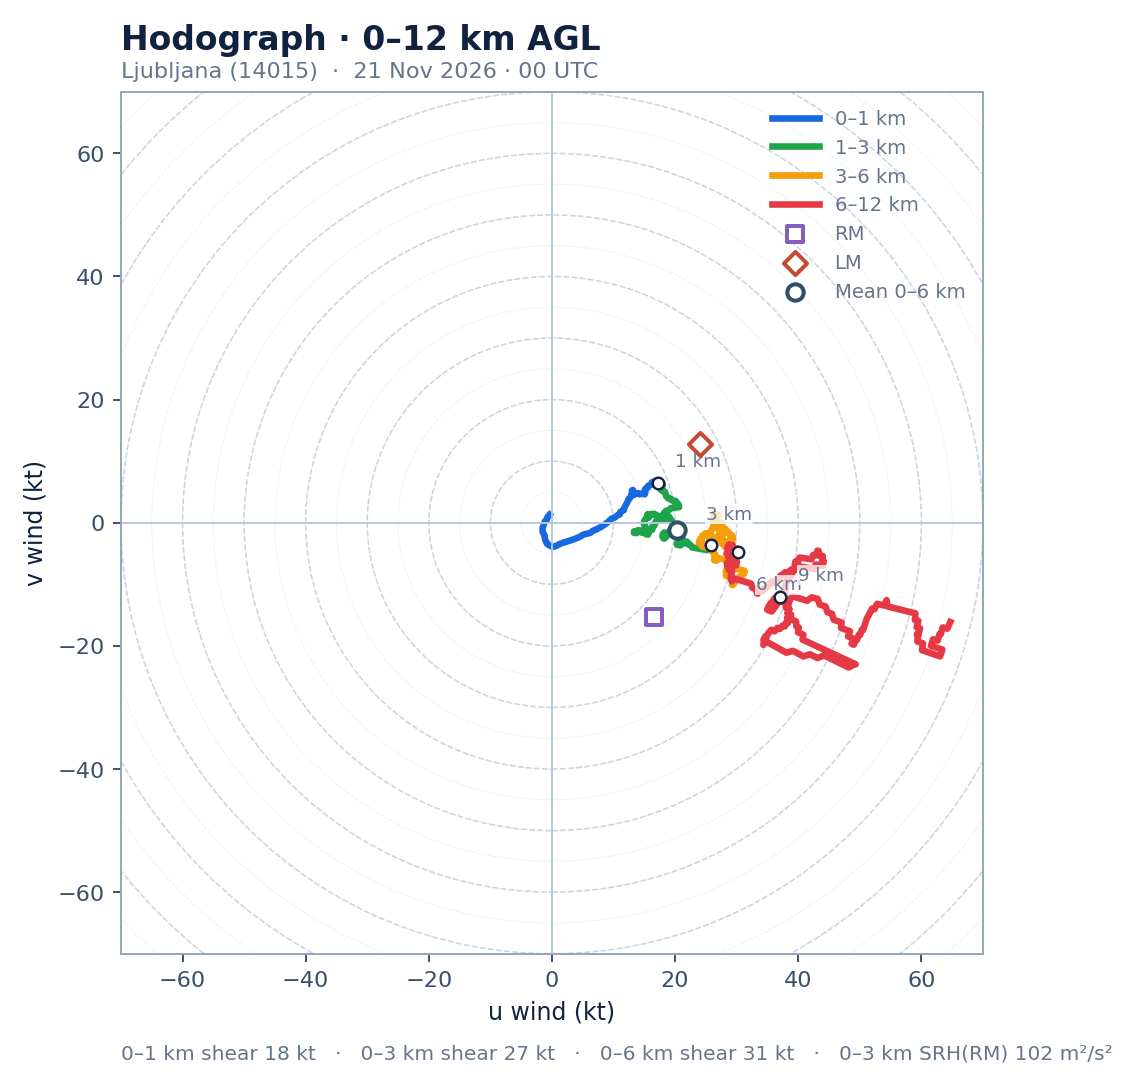 Hodograph · 0–12 km AGL
Ljubljana (14015) · 21 Nov 2026 · 00 UTC
0–1 km
1–3 km
3–6 km
6–12 km
RM
LM
Mean 0–6 km
60
40
20
0
−20
−40
−60
v wind (kt)
1 km
3 km
6 km
9 km
−60
−40
−20
0
20
40
60
u wind (kt)
0–1 km shear 18 kt · 0–3 km shear 27 kt · 0–6 km shear 31 kt · 0–3 km SRH(RM) 102 m²/s²